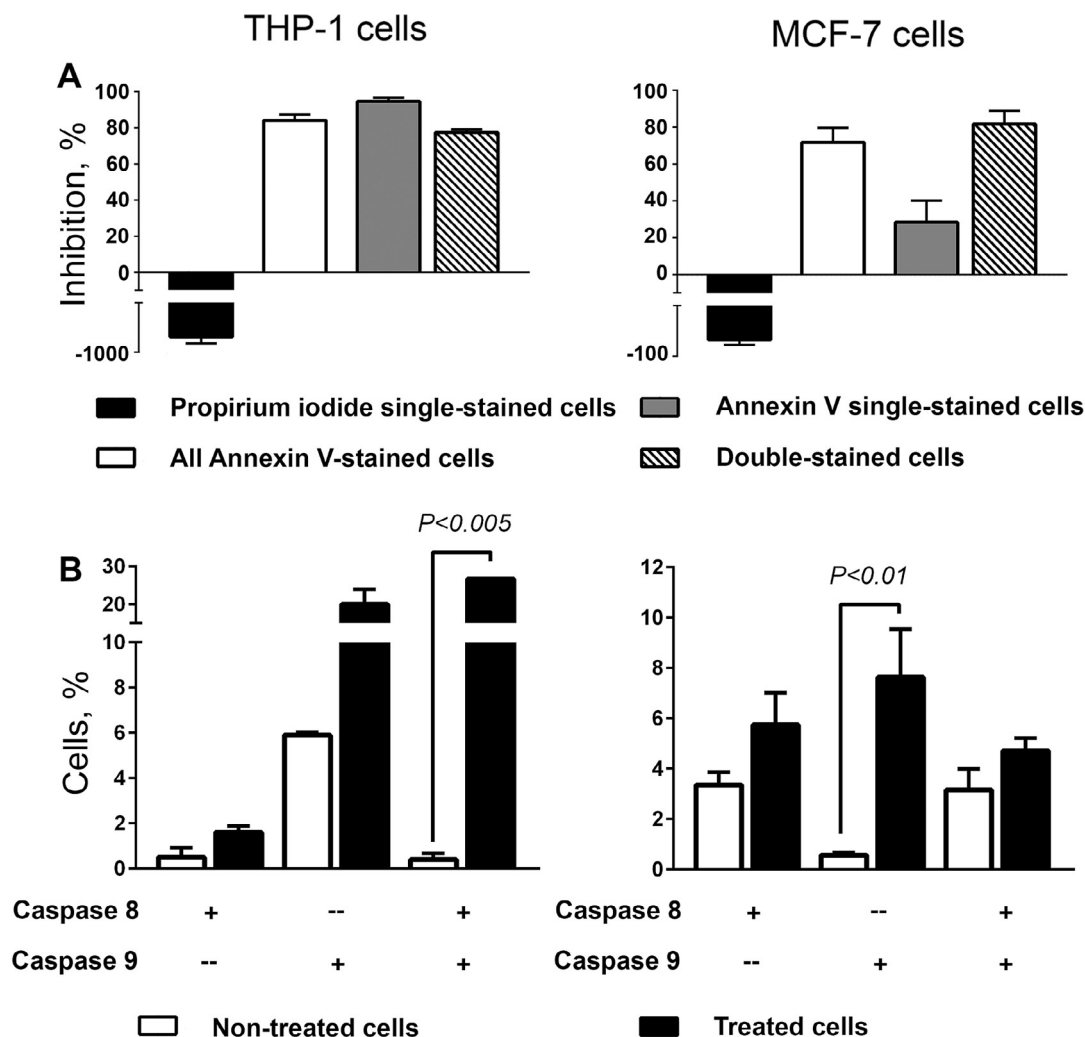 THP-1 cells
MCF-7 cells
A
Inhibition, %
100
80
60
40
20
0
-1000
100
80
60
40
20
0
-100
Propirium iodide single-stained cells
Annexin V single-stained cells
All Annexin V-stained cells
Double-stained cells
B
Cells, %
P<0.005
30
20
10
8
6
4
2
0
P<0.01
12
10
8
6
4
2
0
Caspase 8 + -- +
Caspase 9 -- + +
Caspase 8 + -- +
Caspase 9 -- + +
Non-treated cells
Treated cells